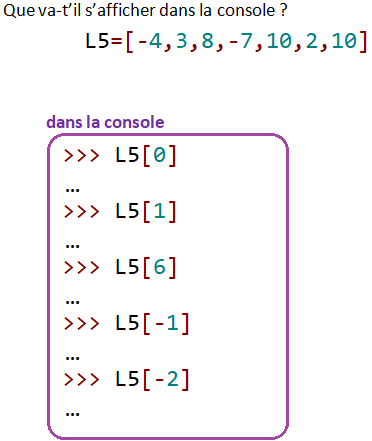 Que va-t’il s’afficher dans la console ?
L5=[-4,3,8,-7,10,2,10]
dans la console
>>> L5[0]
...
>>> L5[1]
...
>>> L5[6]
...
>>> L5[-1]
...
>>> L5[-2]
...